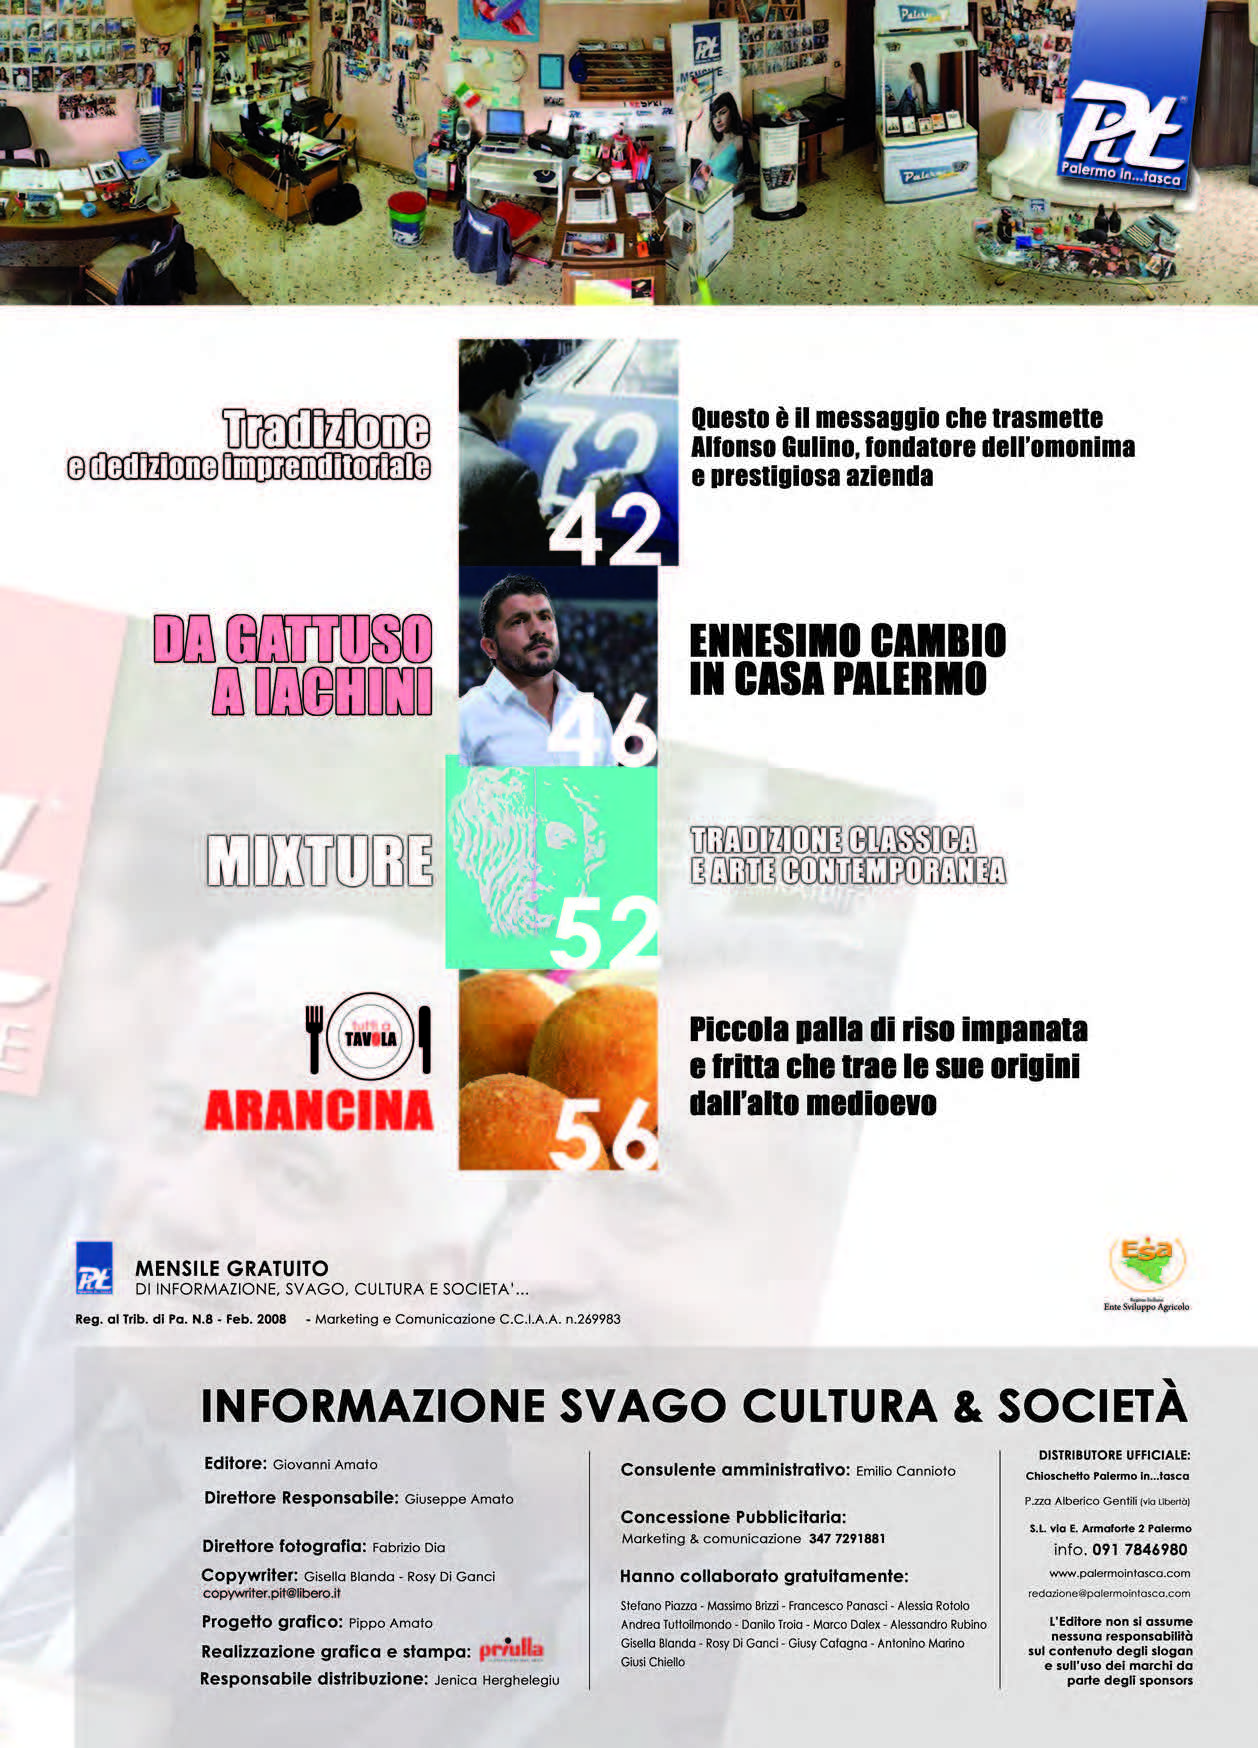 Pit
Palermo in...tasca
Tradizione
e dedizione imprenditoriale
72
42
Questo è il messaggio che trasmette
Alfonso Gulino, fondatore dell'omonima
e prestigiosa azienda
DA GATTUSO
A IACHINI
46
ENNESIMO CAMBIO
IN CASA PALERMO
MIXTURE
52
TRADIZIONE CLASSICA
E ARTE CONTEMPORANEA
tutti a
TAVOLA
ARANCINA
56
Piccola palla di riso impanata
e fritta che trae le sue origini
dall'alto medioevo
Pit
MENSILE GRATUITO
DI INFORMAZIONE, SVAGO, CULTURA E SOCIETA'...
Reg. al Trib. di Pa. N.8 - Feb. 2008 - Marketing e Comunicazione C.C.I.A.A. n.269983
Esa
Regione Siciliana
Ente Sviluppo Agricolo
INFORMAZIONE SVAGO CULTURA & SOCIETÀ
Editore: Giovanni Amato
Direttore Responsabile: Giuseppe Amato
Direttore fotografia: Fabrizio Dia
Copywriter: Gisella Blanda - Rosy Di Ganci
copywriter.pit@libero.it
Progetto grafico: Pippo Amato
Realizzazione grafica e stampa: priulla
Responsabile distribuzione: Jenica Herghelegiu
Consulente amministrativo: Emilio Cannioto
Concessione Pubblicitaria:
Marketing & comunicazione 347 7291881
Hanno collaborato gratuitamente:
Stefano Piazza - Massimo Brizzi - Francesco Panasci - Alessia Rotolo
Andrea Tuttoilmondo - Danilo Troia - Marco Dalex - Alessandro Rubino
Gisella Blanda - Rosy Di Ganci - Giusy Cafagna - Antonino Marino
Giusi Chiello
DISTRIBUTORE UFFICIALE:
Chioschetto Palermo in...tasca
P.zza Alberico Gentili (via Libertà)
S.L. via E. Armaforte 2 Palermo
info. 091 7846980
www.palermointasca.com
redazione@palermointasca.com
L'Editore non si assume
nessuna responsabilità
sul contenuto degli slogan
e sull'uso dei marchi da
parte degli sponsors